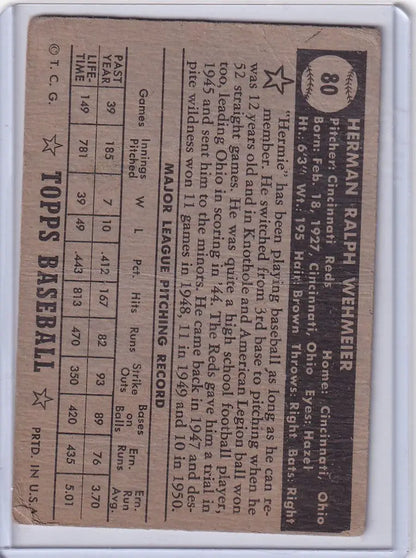 80
HERMAN RALPH WEHMEIER
Pitcher: Cincinnati Reds Home: Cincinnati, Ohio
Born: Feb. 18, 1927, Cincinnati, Ohio Eyes: Hazel
Ht.: 6'3" Wt.: 195 Hair: Brown Throws: Right Bats: Right
"Hermie" has been playing baseball as long as he can re-
member. He switched from 3rd base to pitching when he
was 12 years old and in Knothole and American Legion ball won
52 straight games. He was quite a high school football player,
too, leading Ohio in scoring in '44. The Reds gave him a trial in
1945 and sent him to the minors. He came back in 1947 and des-
pite wildness won 11 games in 1948, 11 in 1949 and 10 in 1950.
MAJOR LEAGUE PITCHING RECORD
Games Innings Pitched W L Pct. Hits Runs Strike Outs Bases on Balls Ern. Runs Ern. Run Avg.
PAST YEAR 39 185 7 10 .412 167 82 93 89 76 3.70
LIFE-TIME 149 781 39 49 .443 813 470 350 420 435 5.01
© T. C. G. TOPPS BASEBALL PRTD. IN U.S.A.